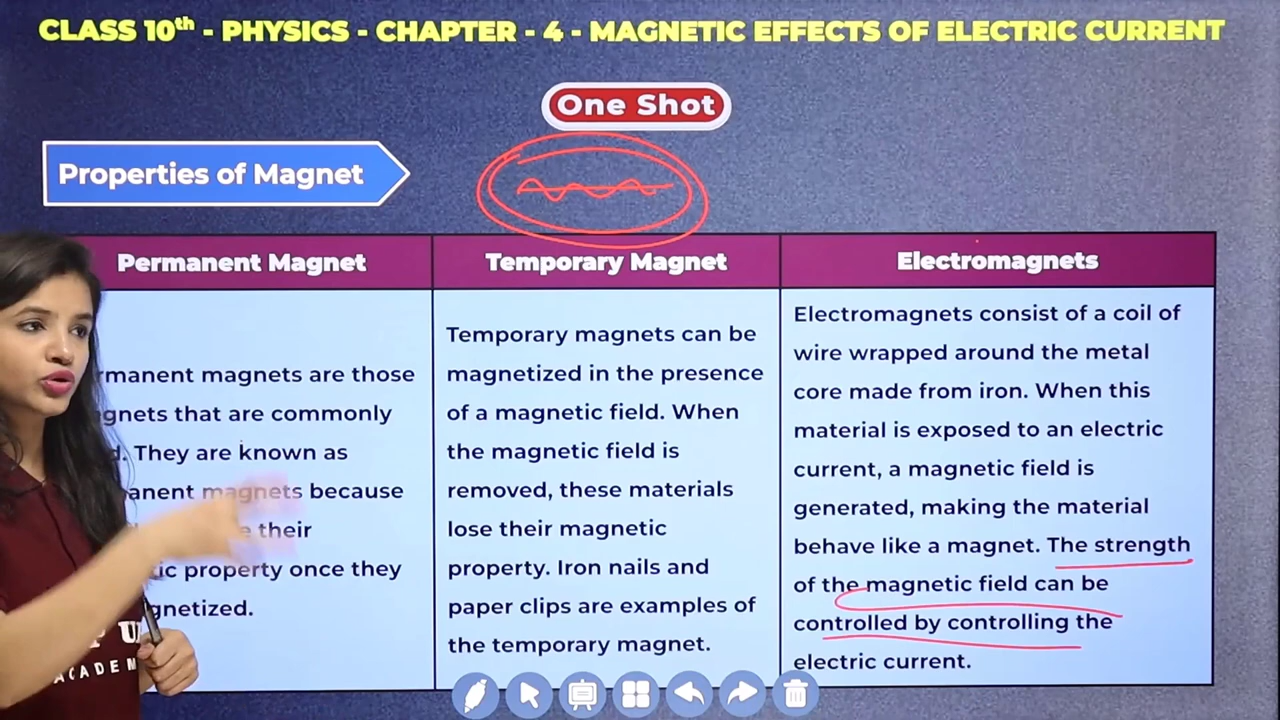 CLASS 10th - PHYSICS - CHAPTER - 4 - MAGNETIC EFFECTS OF ELECTRIC CURRENT
One Shot
Properties of Magnet
Permanent Magnet
rmanent magnets are those
gnets that are commonly
d. They are known as
anent magnets because
their
ic property once they
gnetized.
Temporary Magnet
Temporary magnets can be
magnetized in the presence
of a magnetic field. When
the magnetic field is
removed, these materials
lose their magnetic
property. Iron nails and
paper clips are examples of
the temporary magnet.
Electromagnets
Electromagnets consist of a coil of
wire wrapped around the metal
core made from iron. When this
material is exposed to an electric
current, a magnetic field is
generated, making the material
behave like a magnet. The strength
of the magnetic field can be
controlled by controlling the
electric current.
ACADEM